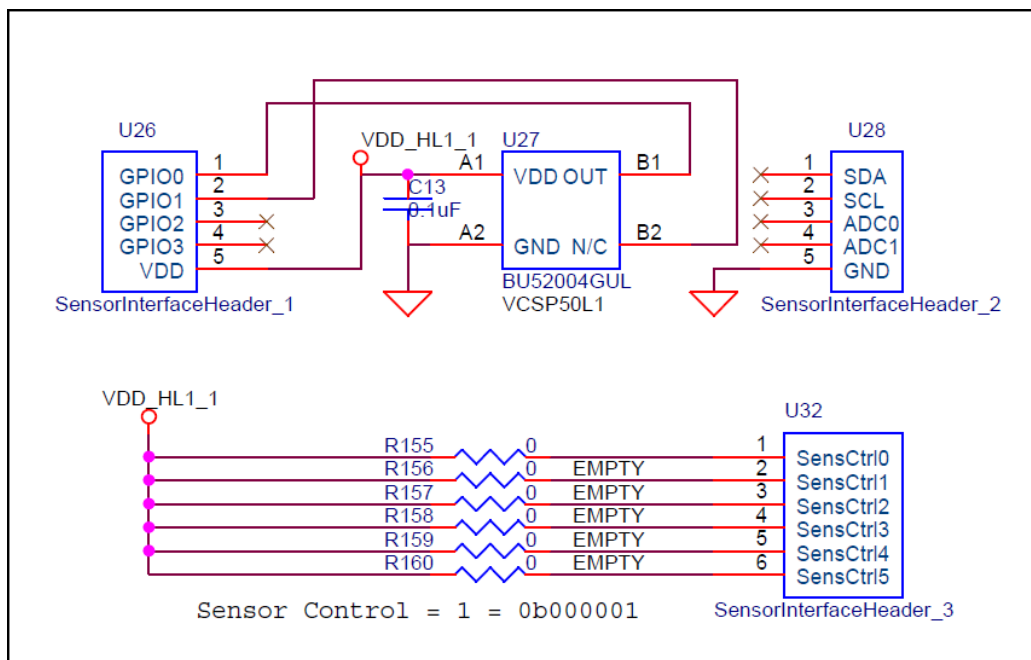 U26
1
GPIO0
2
GPIO1
3
GPIO2
4
GPIO3
5
VDD
SensorInterfaceHeader_1
VDD_HL1_1
C13
0.1uF
U27
A1
VDD OUT
B1
A2
GND N/C
B2
BU52004GUL
VCSP50L1
U28
1
SDA
2
SCL
3
ADC0
4
ADC1
5
GND
SensorInterfaceHeader_2
VDD_HL1_1
U32
R155 0 1 SensCtrl0
R156 0 EMPTY 2 SensCtrl1
R157 0 EMPTY 3 SensCtrl2
R158 0 EMPTY 4 SensCtrl3
R159 0 EMPTY 5 SensCtrl4
R160 0 EMPTY 6 SensCtrl5
Sensor Control = 1 = 0b000001
SensorInterfaceHeader_3